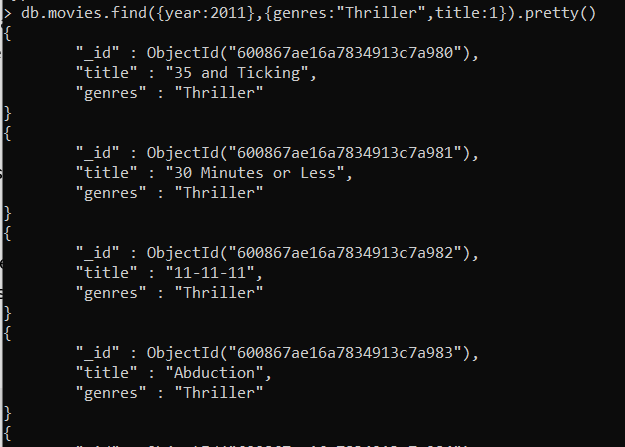 > db.movies.find({year:2011},{genres:"Thriller",title:1}).pretty()
{
"_id" : ObjectId("600867ae16a7834913c7a980"),
"title" : "35 and Ticking",
"genres" : "Thriller"
}
{
"_id" : ObjectId("600867ae16a7834913c7a981"),
"title" : "30 Minutes or Less",
"genres" : "Thriller"
}
{
"_id" : ObjectId("600867ae16a7834913c7a982"),
"title" : "11-11-11",
"genres" : "Thriller"
}
{
"_id" : ObjectId("600867ae16a7834913c7a983"),
"title" : "Abduction",
"genres" : "Thriller"
}
{